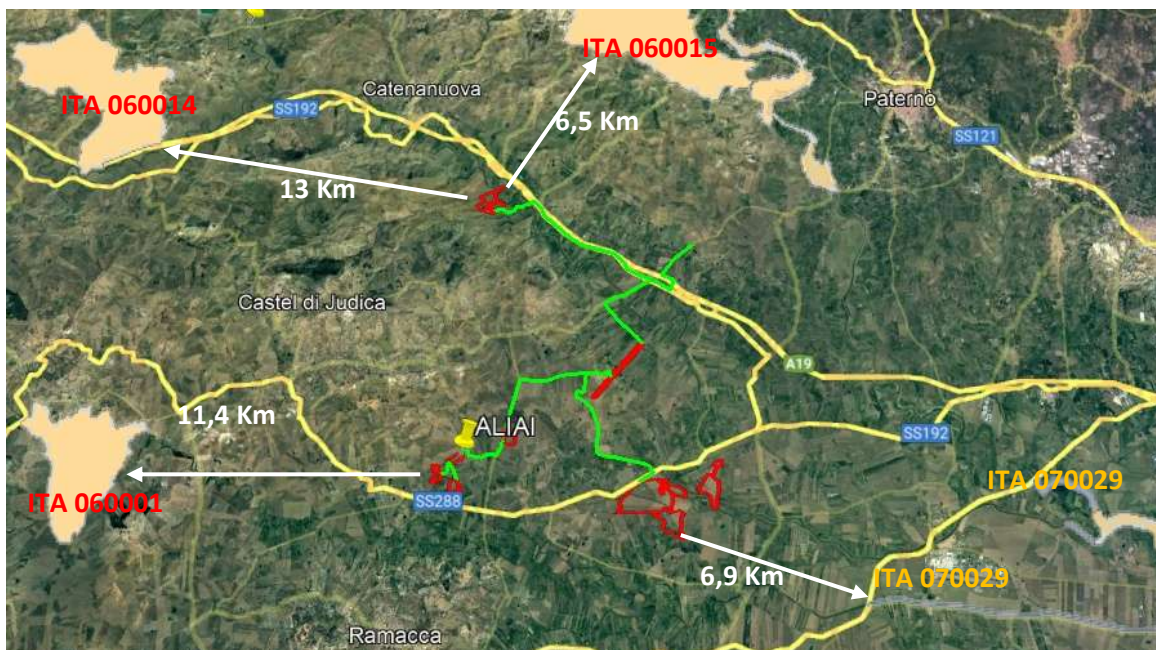 ITA 060015
ITA 060014
Catenanuova
Paternò
SS192
6,5 Km
SS121
13 Km
Castel di Judica
A19
11,4 Km
ALIAI
SS192
ITA 060001
SS288
ITA 070029
6,9 Km
ITA 070029
Ramacca